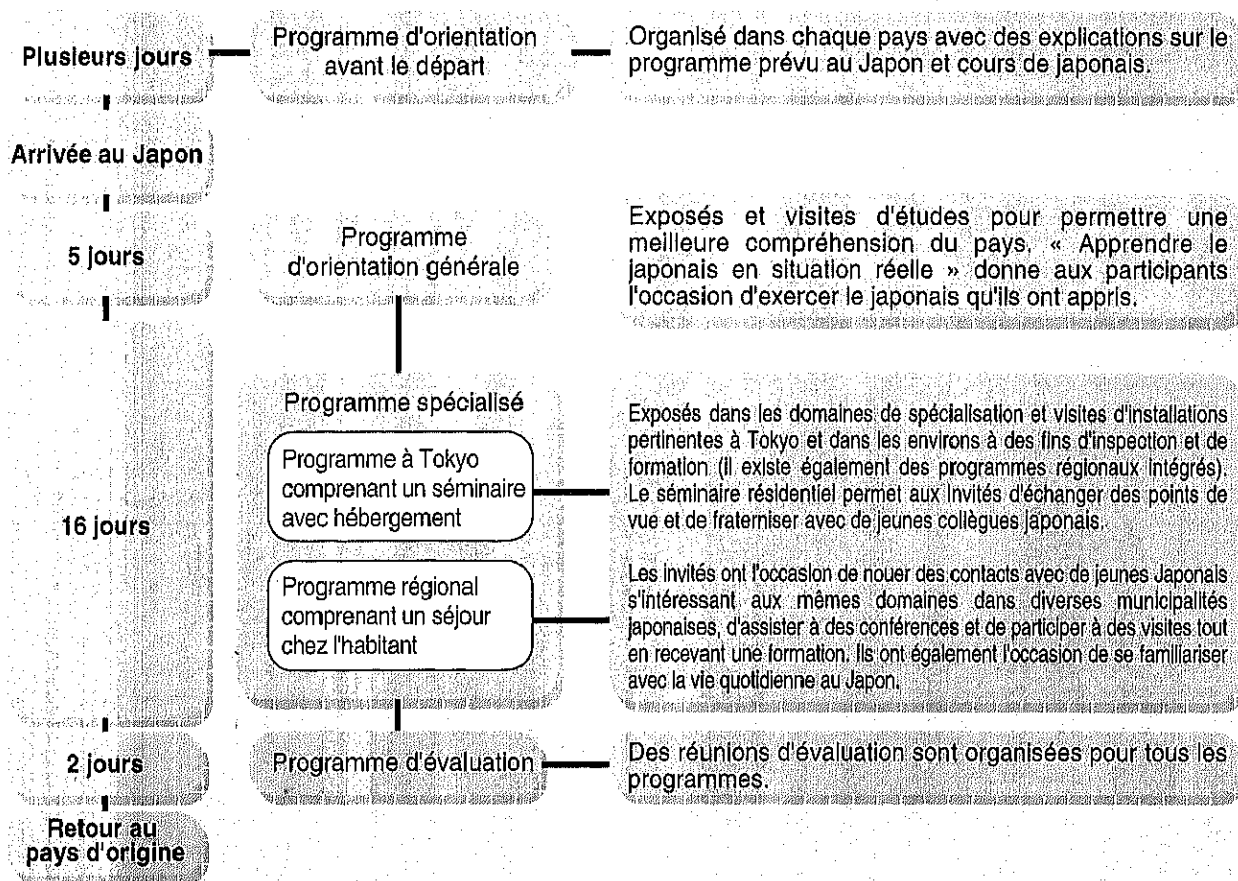 Plusieurs jours
Programme d'orientation
avant le départ
Organisé dans chaque pays avec des explications sur le
programme prévu au Japon et cours de japonais.
Arrivée au Japon
5 jours
Programme
d'orientation générale
Exposés et visites d'études pour permettre une
meilleure compréhension du pays. « Apprendre le
japonais en situation réelle » donne aux participants
l'occasion d'exercer le japonais qu'ils ont appris.
16 jours
Programme spécialisé
Programme à Tokyo
comprenant un séminaire
avec hébergement
Exposés dans les domaines de spécialisation et visites d'installations
pertinentes à Tokyo et dans les environs à des fins d'inspection et de
formation (il existe également des programmes régionaux intégrés).
Le séminaire résidentiel permet aux invités d'échanger des points de
vue et de fraterniser avec de jeunes collègues japonais.
Programme régional
comprenant un séjour
chez l'habitant
Les invités ont l'occasion de nouer des contacts avec de jeunes Japonais
s'intéressant aux mêmes domaines dans diverses municipalités
japonaises, d'assister à des conférences et de participer à des visites tout
en recevant une formation. Ils ont également l'occasion de se familiariser
avec la vie quotidienne au Japon.
2 jours
Programme d'évaluation
Des réunions d'évaluation sont organisées pour tous les
programmes.
Retour au
pays d'origine